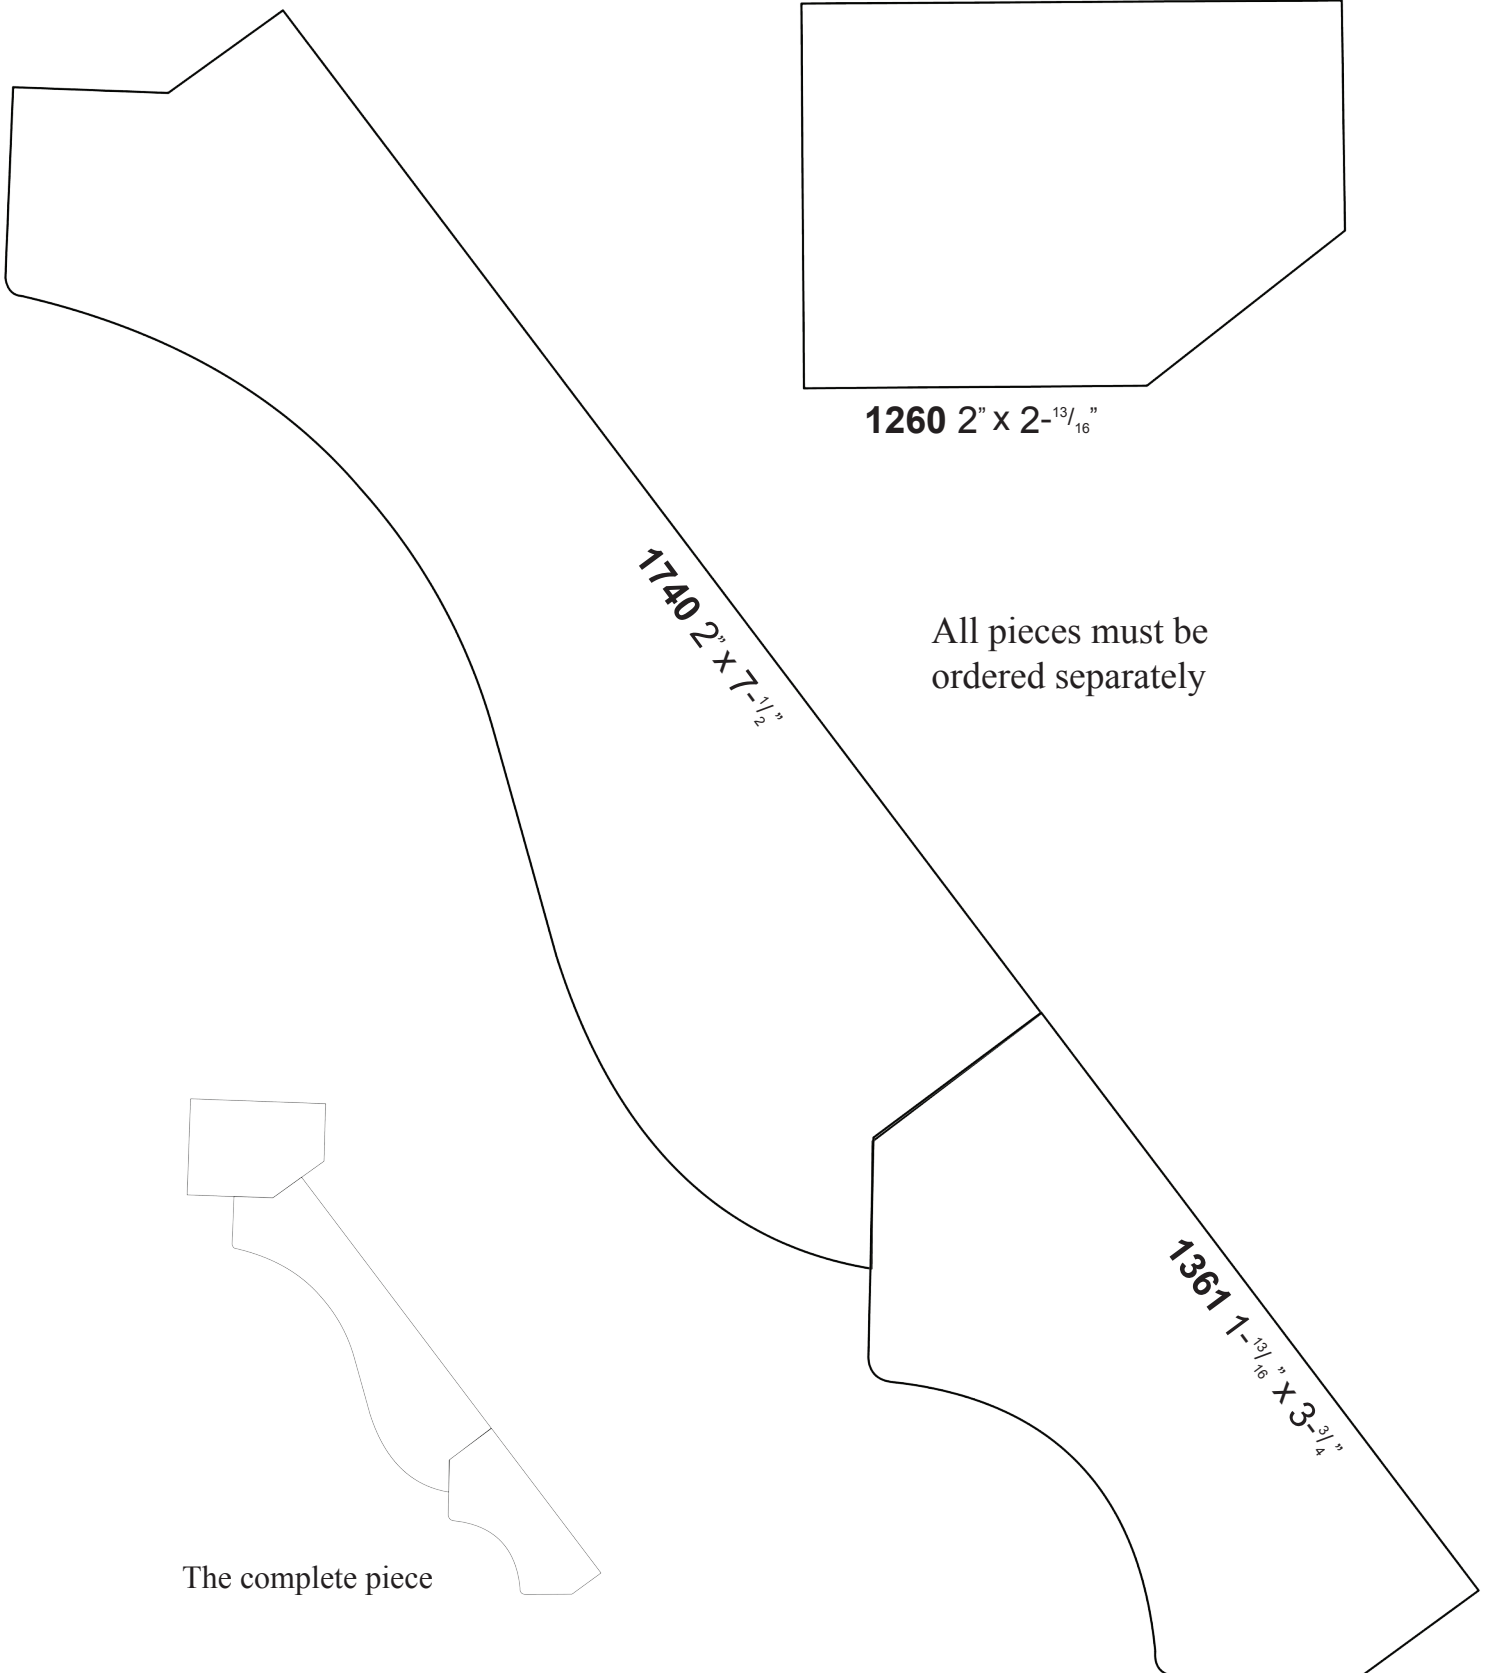 1260 2” x 2-13/16”
1740 2” x 7-1/2”
All pieces must be
ordered separately
1361 1-13/16” x 3-3/4”
The complete piece